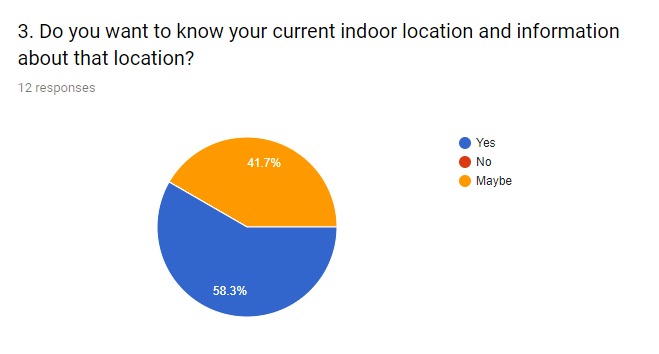 3. Do you want to know your current indoor location and information
about that location?
12 responses
41.7%
58.3%
Yes
No
Maybe